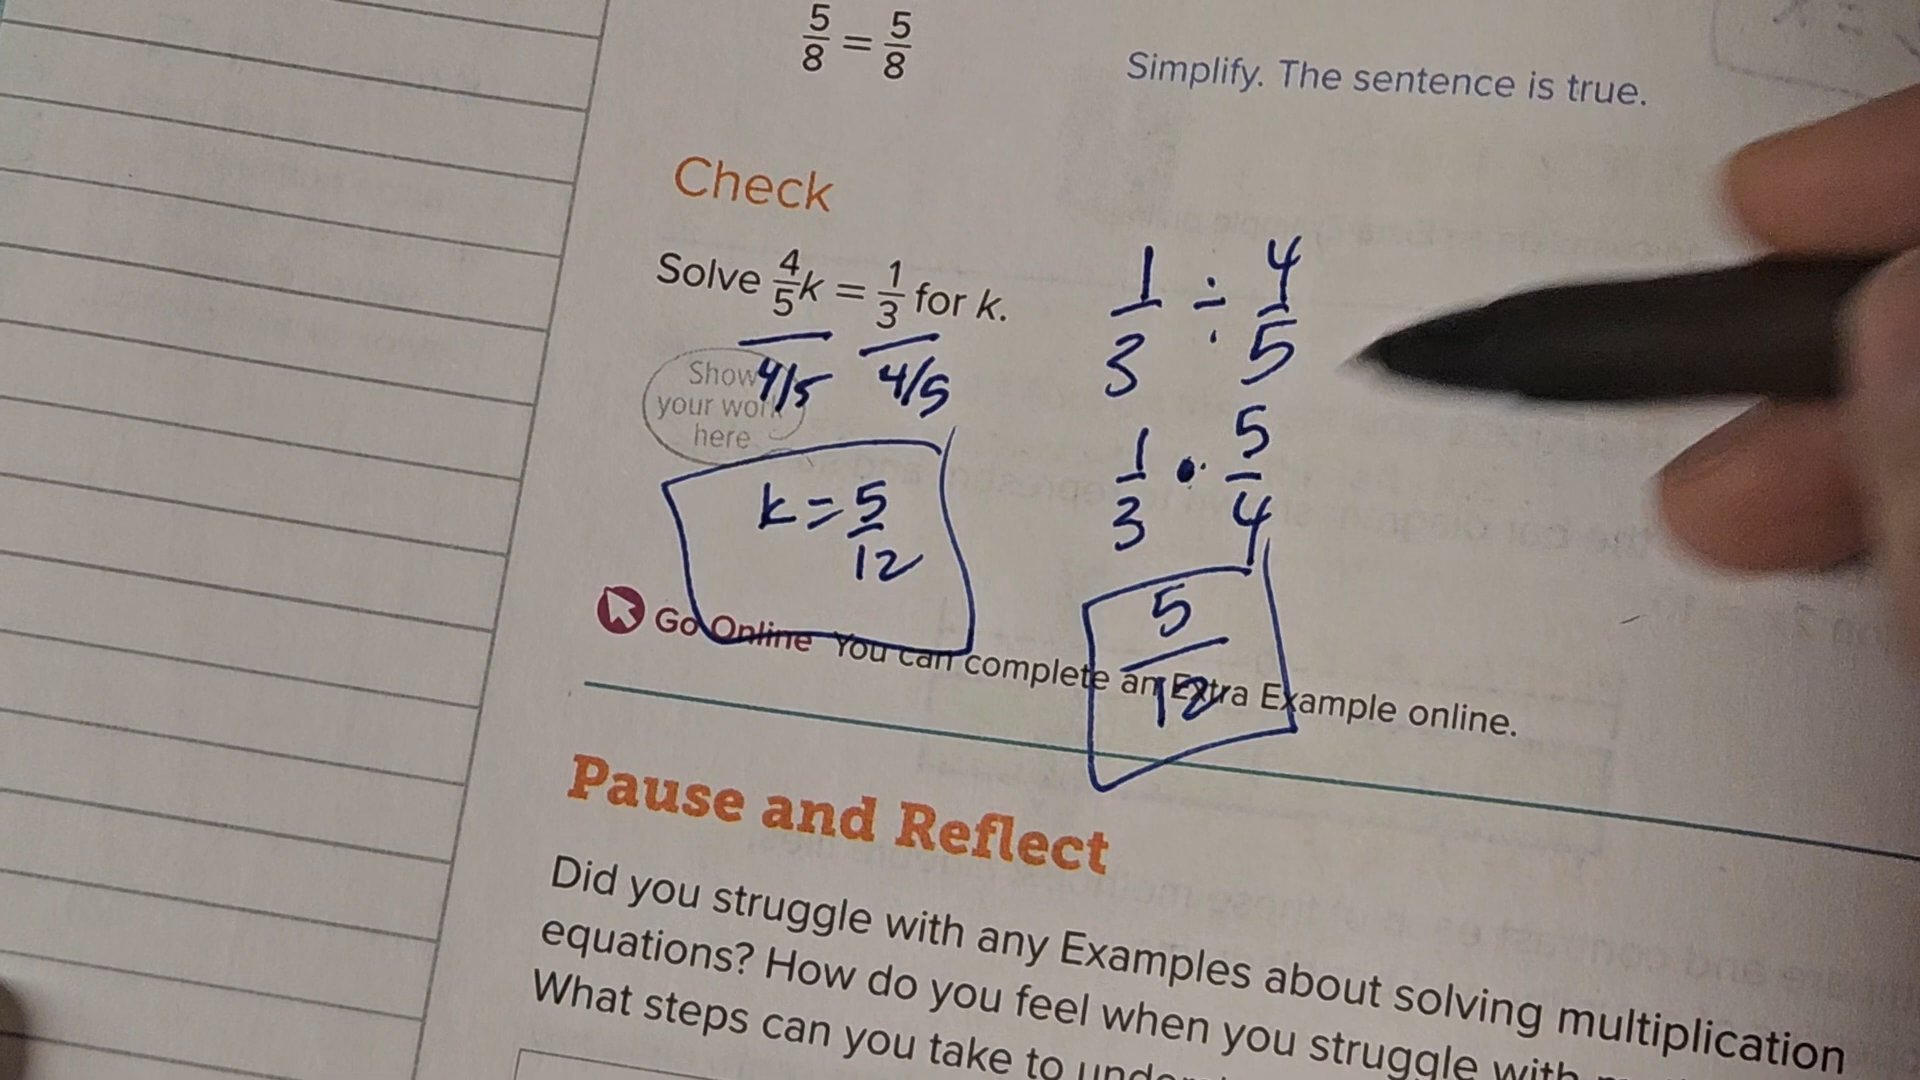 5/8 = 5/8
Simplify. The sentence is true.
Check
Solve 4/5 k = 1/3 for k.
4/5 4/5
Show
your work
here
k = 5/12
1/3 ÷ 4/5
1/3 · 5/4
5/12
Go Online You can complete an Extra Example online.
Pause and Reflect
Did you struggle with any Examples about solving multiplication
equations? How do you feel when you struggle with
What steps can you take to